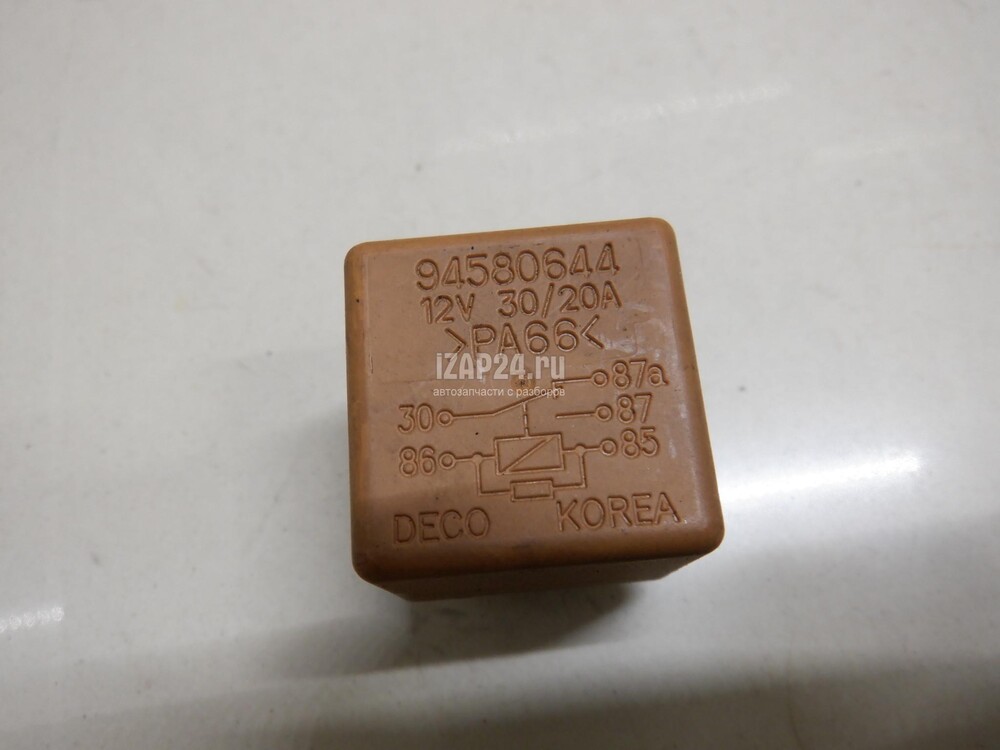 94580644
12V 30/20A
>PA66<
iZAP24.ru
автозапчасти с разборов
87a
30 87
86 85
DECO KOREA